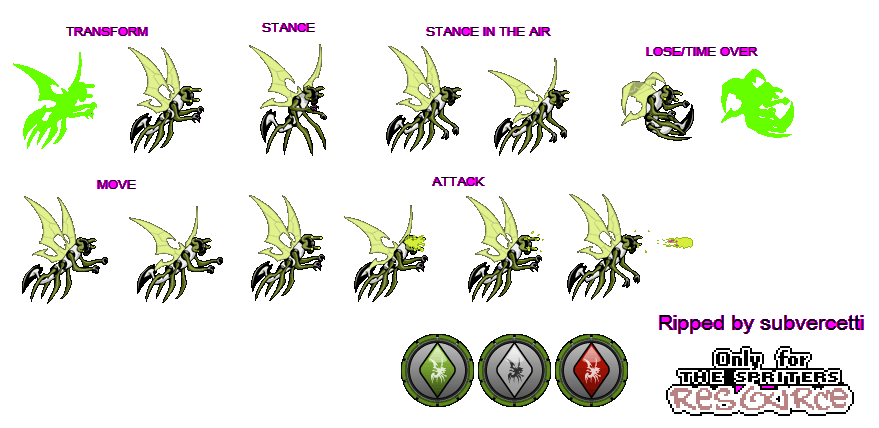 TRANSFORM
STANCE
STANCE IN THE AIR
LOSE/TIME OVER
MOVE
ATTACK
Ripped by subvercetti
Only for
THE SPRITERS
RESOURCE